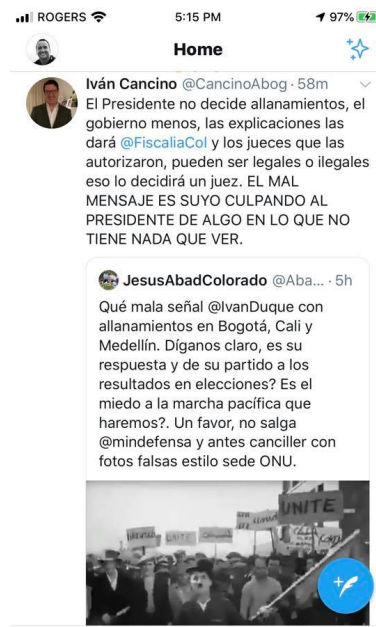 ROGERS 5:15 PM 97%
Home
Iván Cancino @CancinoAbog · 58m
El Presidente no decide allanamientos, el
gobierno menos, las explicaciones las
dará @FiscaliaCol y los jueces que las
autorizaron, pueden ser legales o ilegales
eso lo decidirá un juez. EL MAL
MENSAJE ES SUYO CULPANDO AL
PRESIDENTE DE ALGO EN LO QUE NO
TIENE NADA QUE VER.
JesusAbadColorado @Aba... · 5h
Qué mala señal @IvanDuque con
allanamientos en Bogotá, Cali y
Medellín. Díganos claro, es su
respuesta y de su partido a los
resultados en elecciones? Es el
miedo a la marcha pacífica que
haremos?. Un favor, no salga
@mindefensa y antes canciller con
fotos falsas estilo sede ONU.
UNITE
UNITE